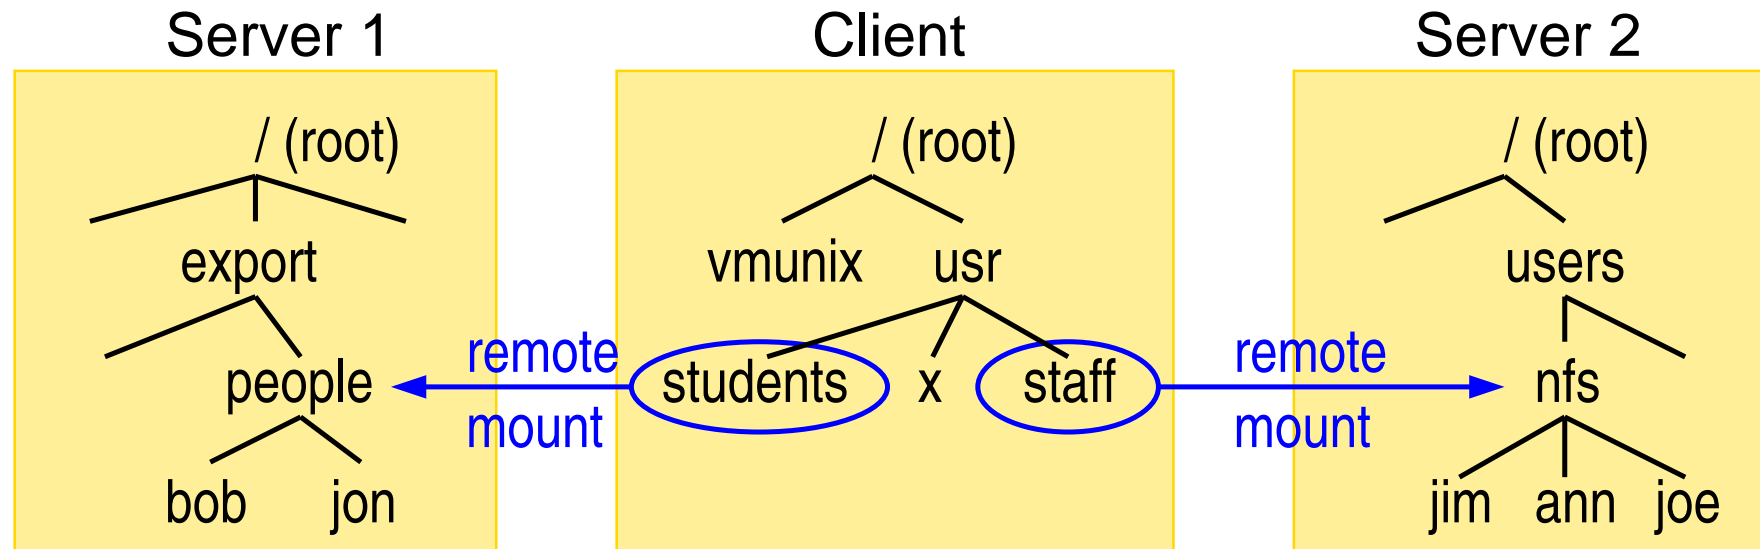 Server 1 Client Server 2
/ (root) / (root) / (root)
export vmunix usr users
remote remote
people students x staff nfs
mount mount
bob jon jim ann joe